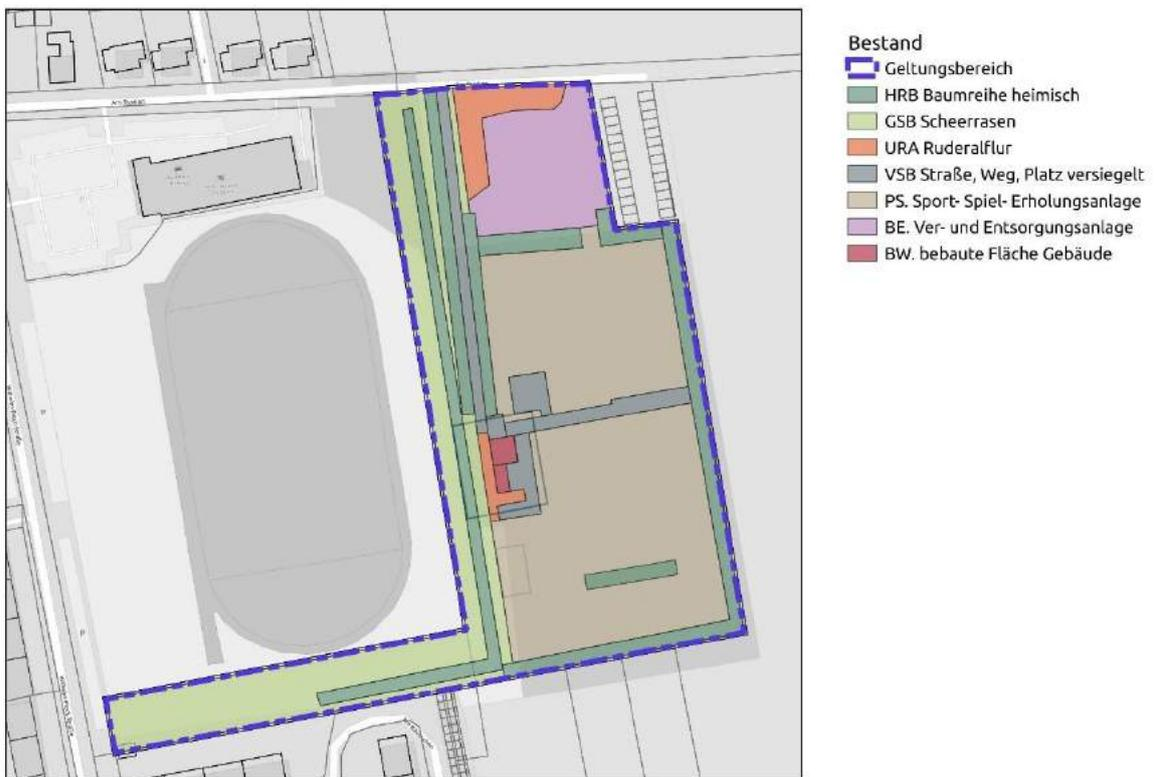 Bestand
Geltungsbereich
HRB Baumreihe heimisch
GSB Scheerrasen
URA Ruderalflur
VSB Straße, Weg, Platz versiegelt
PS. Sport- Spiel- Erholungsanlage
BE. Ver- und Entsorgungsanlage
BW. bebaute Fläche Gebäude
P
P